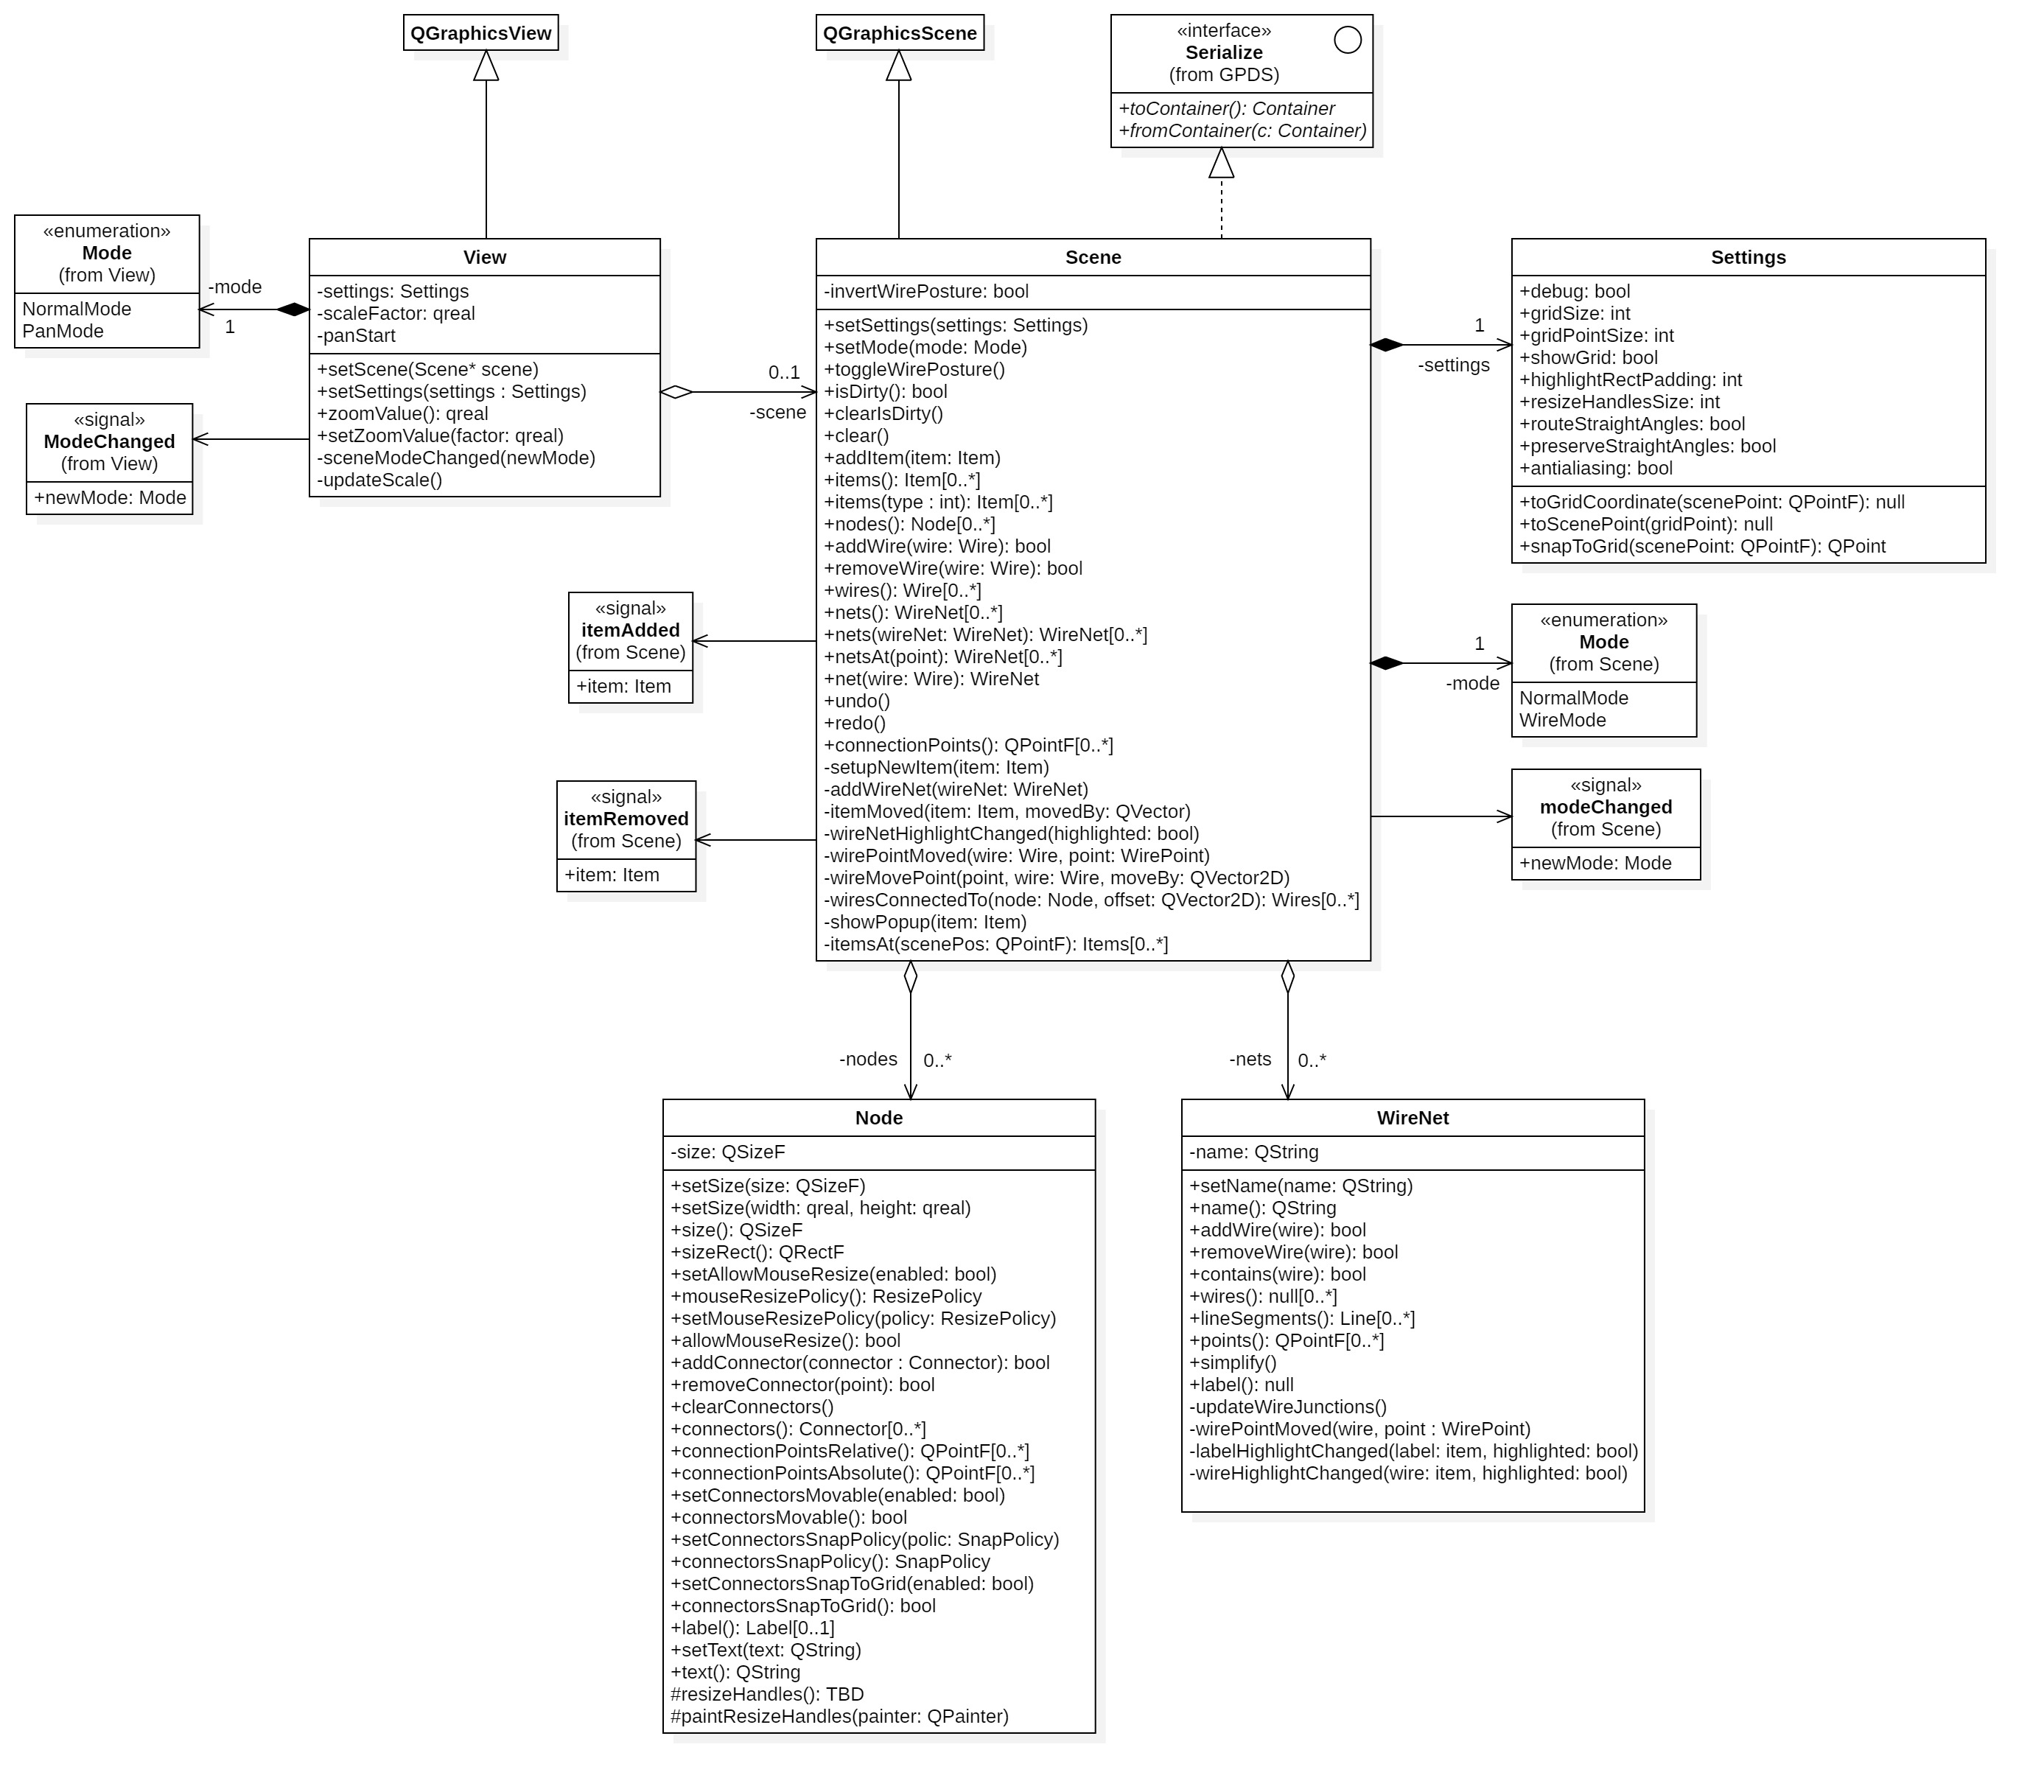 QGraphicsView
QGraphicsScene
«interface»
Serialize
(from GPDS)
+toContainer(): Container
+fromContainer(c: Container)
«enumeration»
Mode
(from View)
NormalMode
PanMode
-mode
1
«signal»
ModeChanged
(from View)
+newMode: Mode
View
-settings: Settings
-scaleFactor: qreal
-panStart
+setScene(Scene* scene)
+setSettings(settings : Settings)
+zoomValue(): qreal
+setZoomValue(factor: qreal)
-sceneModeChanged(newMode)
-updateScale()
0..1
-scene
Scene
-invertWirePosture: bool
+setSettings(settings: Settings)
+setMode(mode: Mode)
+toggleWirePosture()
+isDirty(): bool
+clearIsDirty()
+clear()
+addItem(item: Item)
+items(): Item[0..*]
+items(type : int): Item[0..*]
+nodes(): Node[0..*]
+addWire(wire: Wire): bool
+removeWire(wire: Wire): bool
+wires(): Wire[0..*]
+nets(): WireNet[0..*]
+nets(wireNet: WireNet): WireNet[0..*]
+netsAt(point): WireNet[0..*]
+net(wire: Wire): WireNet
+undo()
+redo()
+connectionPoints(): QPointF[0..*]
-setupNewItem(item: Item)
-addWireNet(wireNet: WireNet)
-itemMoved(item: Item, movedBy: QVector)
-wireNetHighlightChanged(highlighted: bool)
-wirePointMoved(wire: Wire, point: WirePoint)
-wireMovePoint(point, wire: Wire, moveBy: QVector2D)
-wiresConnectedTo(node: Node, offset: QVector2D): Wires[0..*]
-showPopup(item: Item)
-itemsAt(scenePos: QPointF): Items[0..*]
1
-settings
Settings
+debug: bool
+gridSize: int
+gridPointSize: int
+showGrid: bool
+highlightRectPadding: int
+resizeHandlesSize: int
+routeStraightAngles: bool
+preserveStraightAngles: bool
+antialiasing: bool
+toGridCoordinate(scenePoint: QPointF): null
+toScenePoint(gridPoint): null
+snapToGrid(scenePoint: QPointF): QPoint
«signal»
itemAdded
(from Scene)
+item: Item
«signal»
itemRemoved
(from Scene)
+item: Item
1
-mode
«enumeration»
Mode
(from Scene)
NormalMode
WireMode
«signal»
modeChanged
(from Scene)
+newMode: Mode
-nodes
0..*
-nets
0..*
Node
-size: QSizeF
+setSize(size: QSizeF)
+setSize(width: qreal, height: qreal)
+size(): QSizeF
+sizeRect(): QRectF
+setAllowMouseResize(enabled: bool)
+mouseResizePolicy(): ResizePolicy
+setMouseResizePolicy(policy: ResizePolicy)
+allowMouseResize(): bool
+addConnector(connector : Connector): bool
+removeConnector(point): bool
+clearConnectors()
+connectors(): Connector[0..*]
+connectionPointsRelative(): QPointF[0..*]
+connectionPointsAbsolute(): QPointF[0..*]
+setConnectorsMovable(enabled: bool)
+connectorsMovable(): bool
+setConnectorsSnapPolicy(polic: SnapPolicy)
+connectorsSnapPolicy(): SnapPolicy
+setConnectorsSnapToGrid(enabled: bool)
+connectorsSnapToGrid(): bool
+label(): Label[0..1]
+setText(text: QString)
+text(): QString
#resizeHandles(): TBD
#paintResizeHandles(painter: QPainter)
WireNet
-name: QString
+setName(name: QString)
+name(): QString
+addWire(wire): bool
+removeWire(wire): bool
+contains(wire): bool
+wires(): null[0..*]
+lineSegments(): Line[0..*]
+points(): QPointF[0..*]
+simplify()
+label(): null
-updateWireJunctions()
-wirePointMoved(wire, point : WirePoint)
-labelHighlightChanged(label: item, highlighted: bool)
-wireHighlightChanged(wire: item, highlighted: bool)